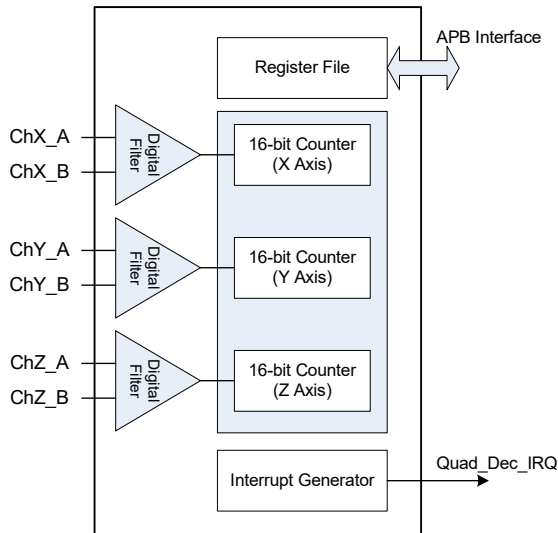 APB Interface
Register File
ChX_A
ChX_B
Digital
Filter
16-bit Counter
(X Axis)
ChY_A
ChY_B
Digital
Filter
16-bit Counter
(Y Axis)
ChZ_A
ChZ_B
Digital
Filter
16-bit Counter
(Z Axis)
Quad_Dec_IRQ
Interrupt Generator